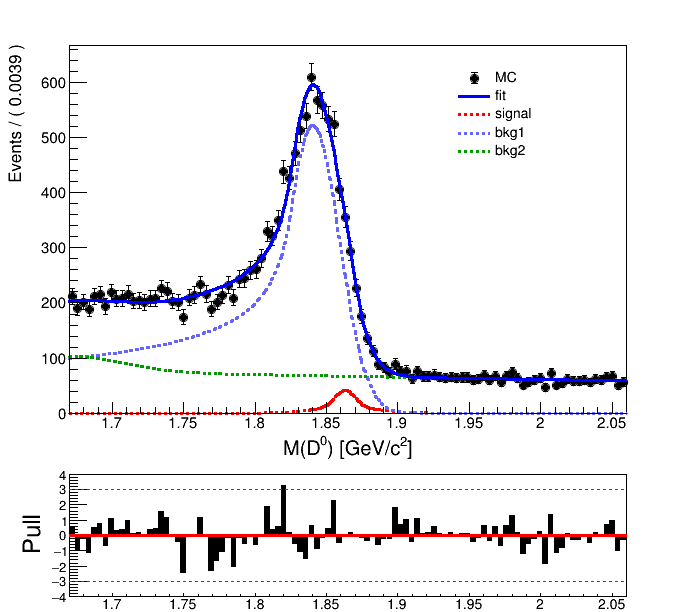 Events / ( 0.0039 )
600
500
400
300
200
100
0
MC
fit
signal
bkg1
bkg2
1.7 1.75 1.8 1.85 1.9 1.95 2 2.05
M(D⁰) [GeV/c²]
Pull
4
3
2
1
0
−1
−2
−3
−4
1.7 1.75 1.8 1.85 1.9 1.95 2 2.05